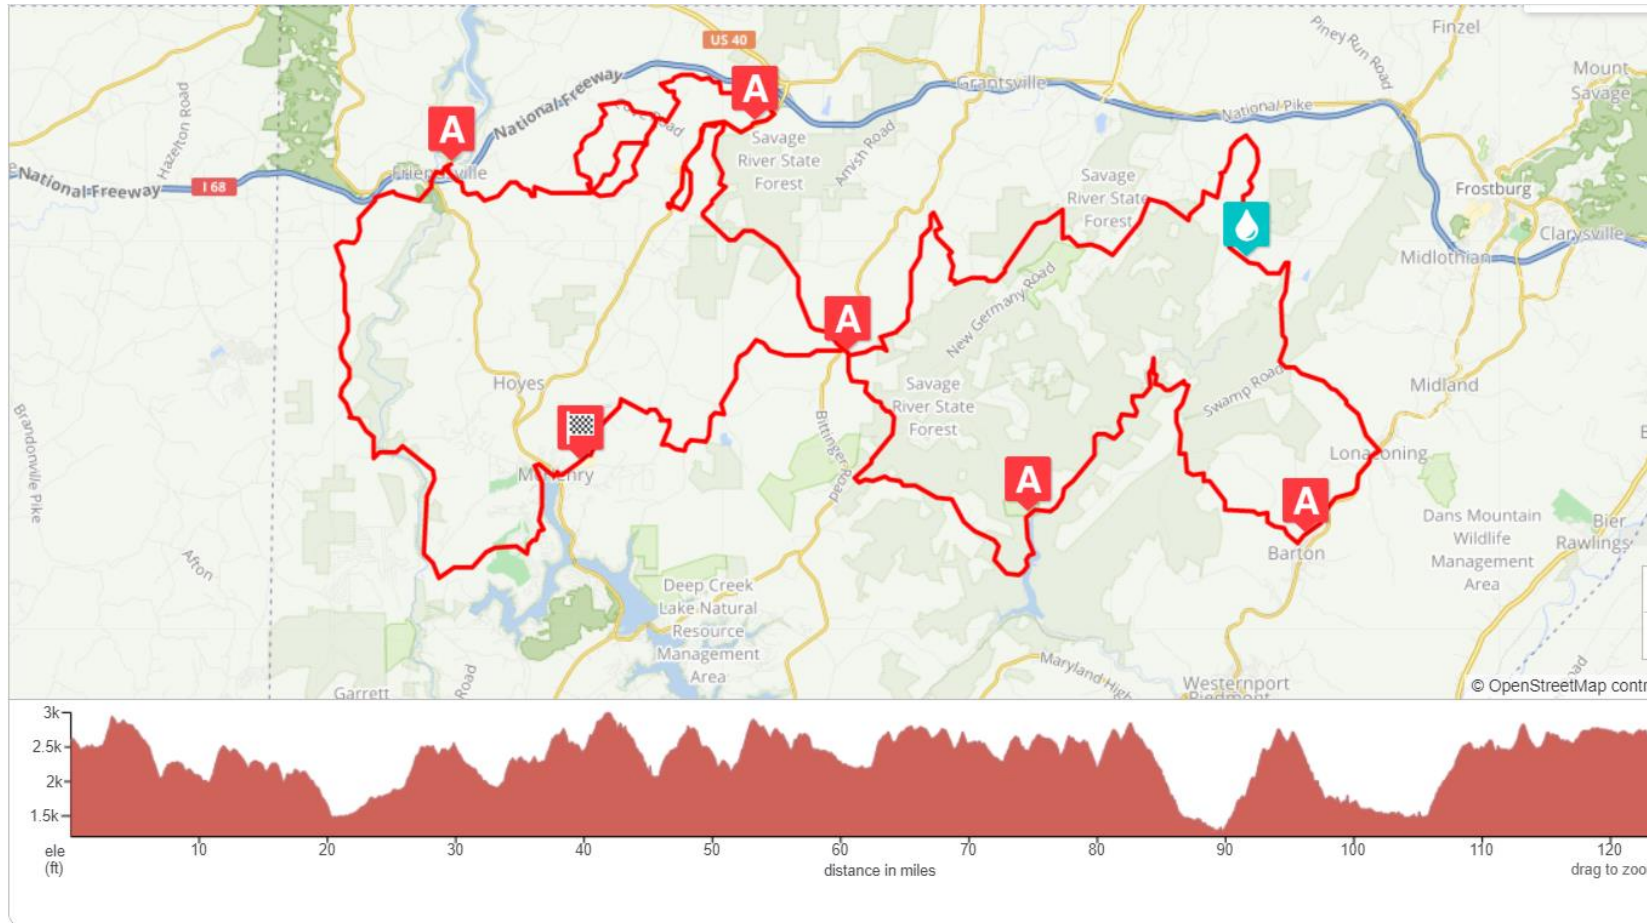 Finzel
Piney Run Road
US 40
Mount
Savage
Grantsville
National Freeway
National Pike
Hazelton Road
A
A
Savage
River State
Forest
Amish Road
Friendsville
National Freeway
I 68
Savage
River State
Forest
Frostburg
Clarysville
Midlothian
New Germany Road
A
Hoyes
Savage
River State
Forest
Swamp Road
Midland
Brandonville Pike
Bittinger Road
McHenry
Lonaconing
A
A
Dans Mountain
Wildlife
Management
Area
Bier
Rawlings
Barton
Afton
Deep Creek
Lake Natural
Resource
Management
Area
Garrett
Road
Maryland High
Westernport
Piedmont
© OpenStreetMap contr
3k
2.5k
2k
1.5k
ele
(ft)
10 20 30 40 50 60 70 80 90 100 110 120
distance in miles
drag to zoo